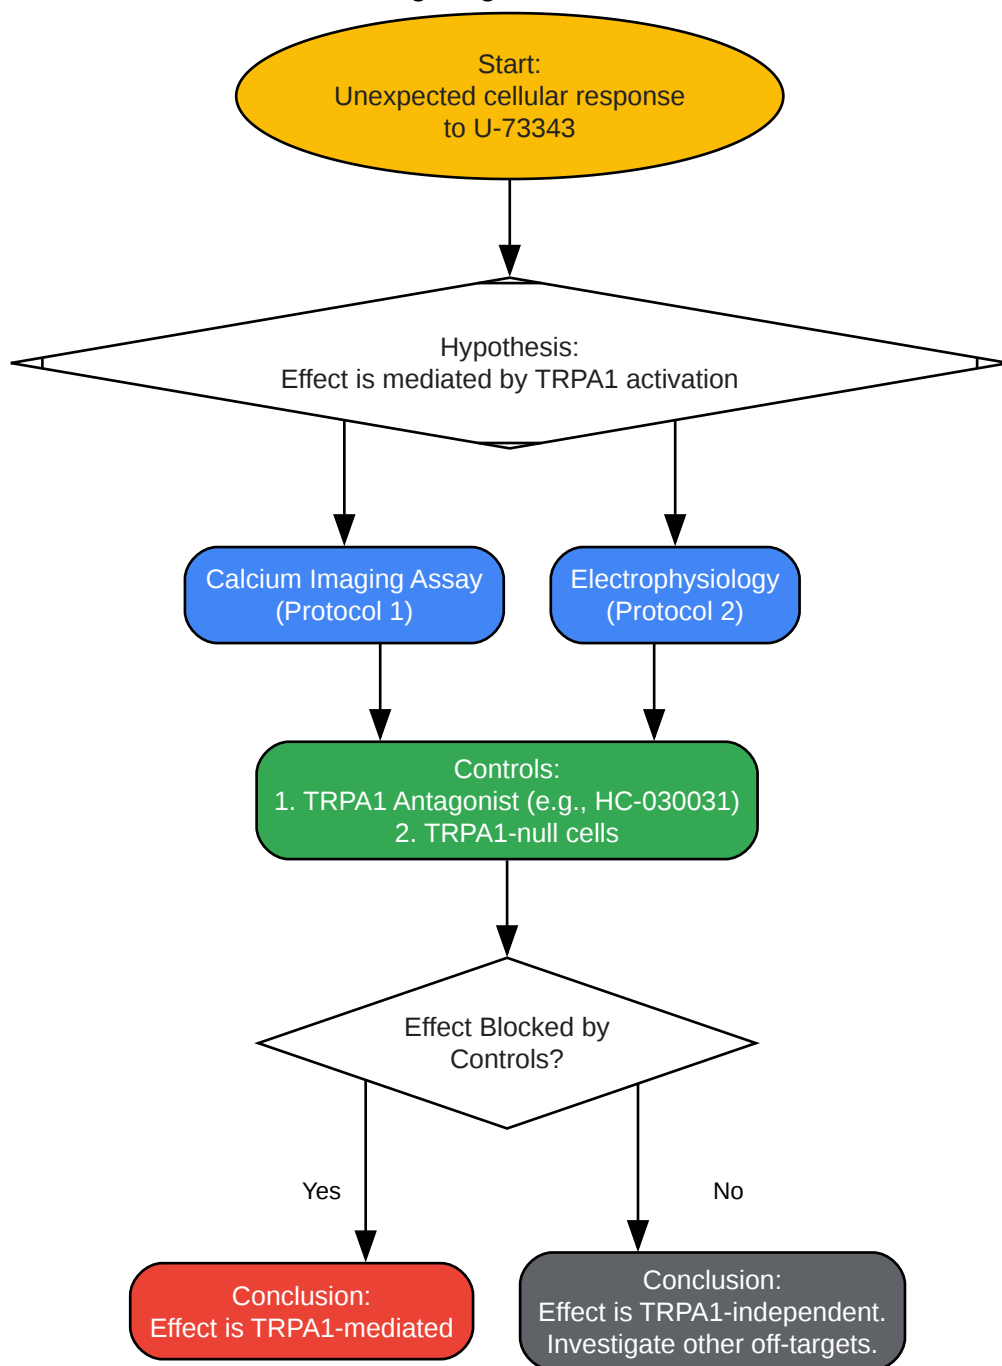 Start:
Unexpected cellular response
to U-73343
Hypothesis:
Effect is mediated by TRPA1 activation
Calcium Imaging Assay
(Protocol 1)
Electrophysiology
(Protocol 2)
Controls:
1. TRPA1 Antagonist (e.g., HC-030031)
2. TRPA1-null cells
Effect Blocked by
Controls?
Yes
No
Conclusion:
Effect is TRPA1-mediated
Conclusion:
Effect is TRPA1-independent.
Investigate other off-targets.